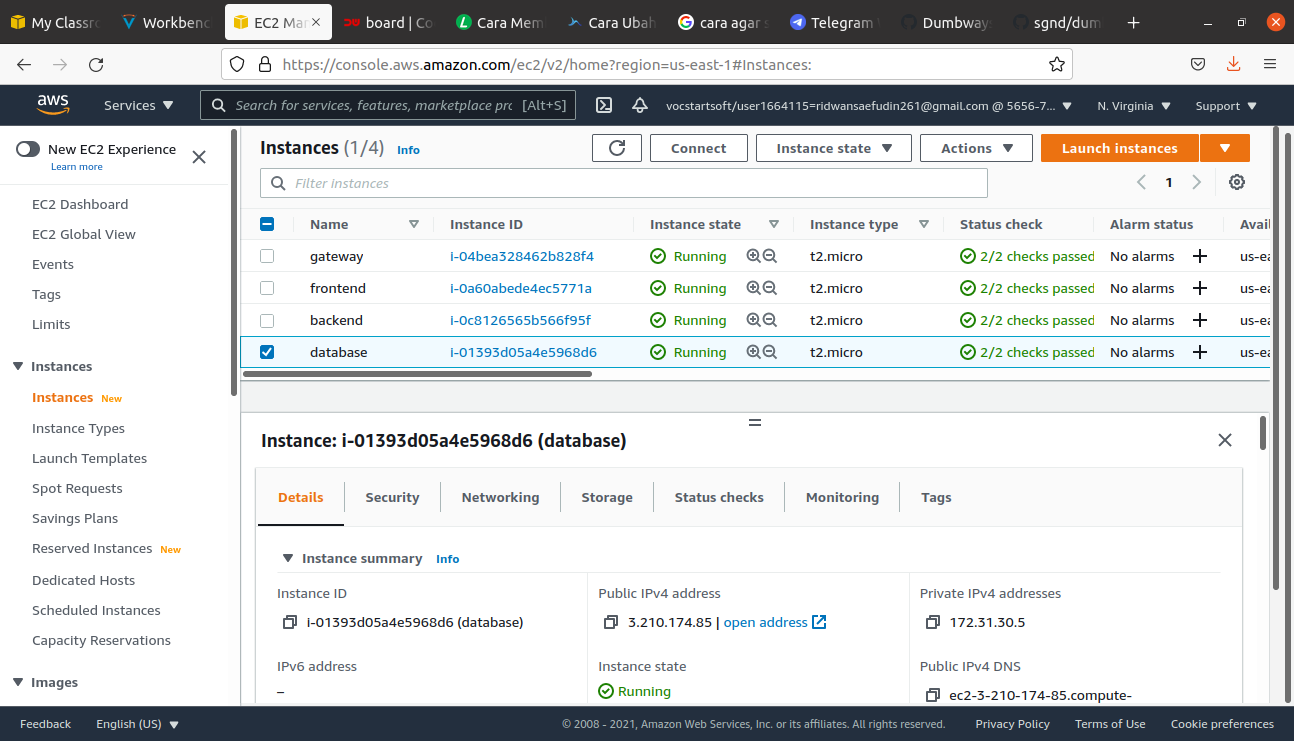 My Classro
Workbenc
EC2 Man
board | Co
Cara Mem
Cara Ubah
cara agar s
Telegram W
Dumbways
sgnd/dum
https://console.aws.amazon.com/ec2/v2/home?region=us-east-1#Instances:
aws
Services
Search for services, features, marketplace pro
[Alt+S]
vocstartsoft/user1664115=ridwansaefudin261@gmail.com @ 5656-7...
N. Virginia
Support
New EC2 Experience
Learn more
EC2 Dashboard
EC2 Global View
Events
Tags
Limits
Instances
Instances New
Instance Types
Launch Templates
Spot Requests
Savings Plans
Reserved Instances New
Dedicated Hosts
Scheduled Instances
Capacity Reservations
Images
Instances (1/4) Info
Connect
Instance state
Actions
Launch instances
Filter instances
1
Name Instance ID Instance state Instance type Status check Alarm status Avai
gateway i-04bea328462b828f4 Running t2.micro 2/2 checks passed No alarms us-ea
frontend i-0a60abede4ec5771a Running t2.micro 2/2 checks passed No alarms us-ea
backend i-0c8126565b566f95f Running t2.micro 2/2 checks passed No alarms us-ea
database i-01393d05a4e5968d6 Running t2.micro 2/2 checks passed No alarms us-ea
Instance: i-01393d05a4e5968d6 (database)
Details Security Networking Storage Status checks Monitoring Tags
Instance summary Info
Instance ID
i-01393d05a4e5968d6 (database)
Public IPv4 address
3.210.174.85 | open address
Private IPv4 addresses
172.31.30.5
IPv6 address
–
Instance state
Running
Public IPv4 DNS
ec2-3-210-174-85.compute-
Feedback
English (US)
© 2008 - 2021, Amazon Web Services, Inc. or its affiliates. All rights reserved.
Privacy Policy
Terms of Use
Cookie preferences